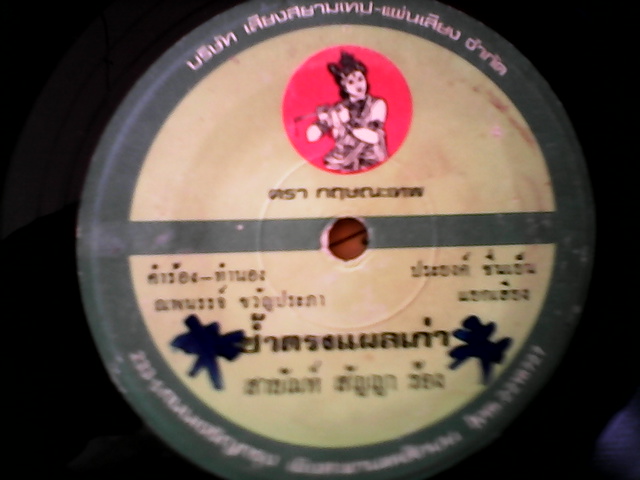 บริษัท เสียงสยามเทป-แผ่นเสียง จำกัด
ตรา กฤษณะเทพ
คำร้อง-ทำนอง
ณพนรรจ์ ขวัญประภา
ประยงค์ ชื่นเย็น
แยกเสียง
ย้ำตรงแผลเก่า
สายัณห์ สัญญา ร้อง